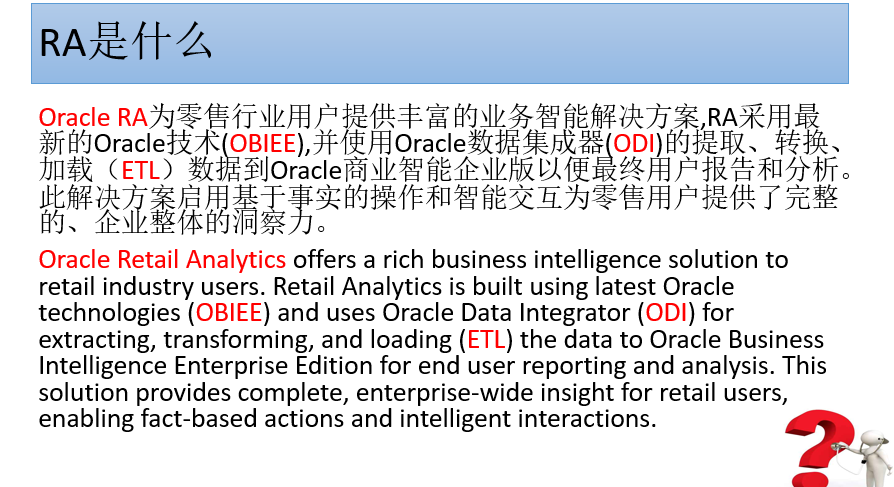 RA是什么
Oracle RA为零售行业用户提供丰富的业务智能解决方案,RA采用最
新的Oracle技术(OBIEE),并使用Oracle数据集成器(ODI)的提取、转换、
加载（ETL）数据到Oracle商业智能企业版以便最终用户报告和分析。
此解决方案启用基于事实的操作和智能交互为零售用户提供了完整
的、企业整体的洞察力。
Oracle Retail Analytics offers a rich business intelligence solution to
retail industry users. Retail Analytics is built using latest Oracle
technologies (OBIEE) and uses Oracle Data Integrator (ODI) for
extracting, transforming, and loading (ETL) the data to Oracle Business
Intelligence Enterprise Edition for end user reporting and analysis. This
solution provides complete, enterprise-wide insight for retail users,
enabling fact-based actions and intelligent interactions.